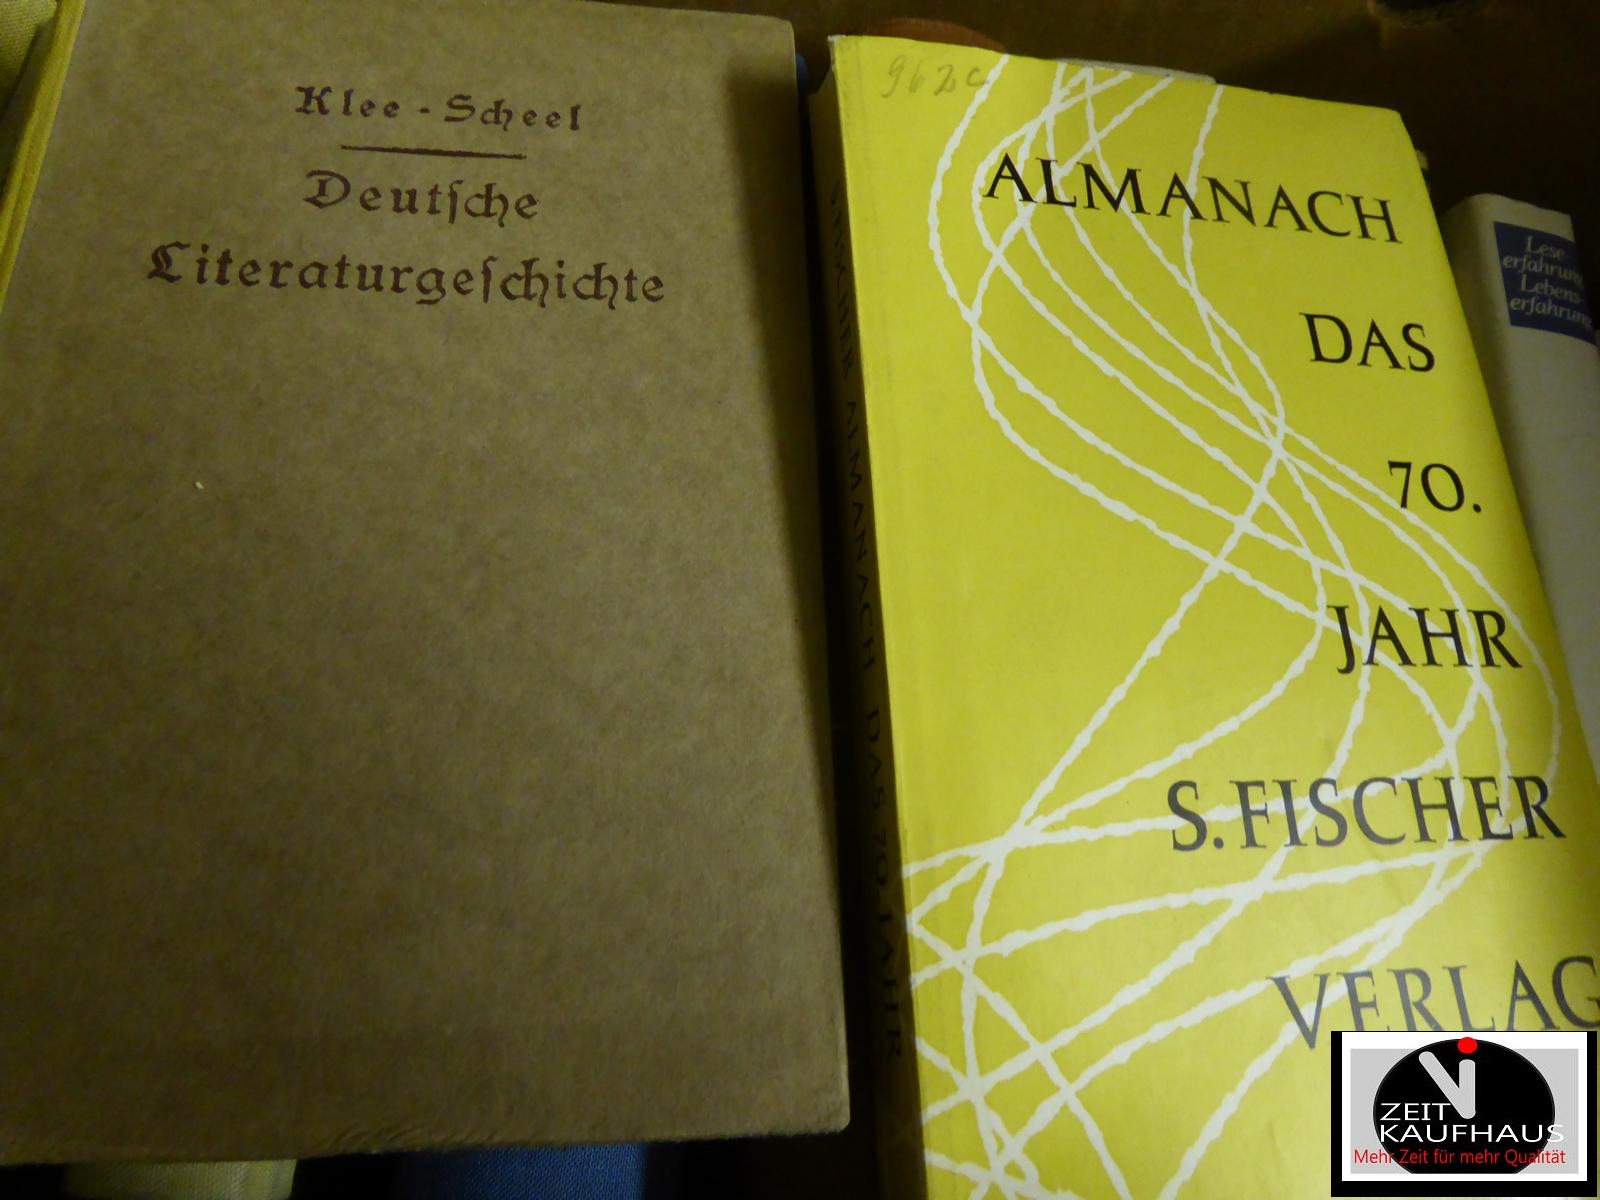 Klee - Scheel
Deutſche
Literaturgeſchichte
962c
ALMANACH
DAS
70.
JAHR
S. FISCHER
VERLAG
S. FISCHER ALMANACH DAS 70. JAHR
Lese-
erfahrung
Lebens-
erfahrung
ZEIT
KAUFHAUS
Mehr Zeit für mehr Qualität